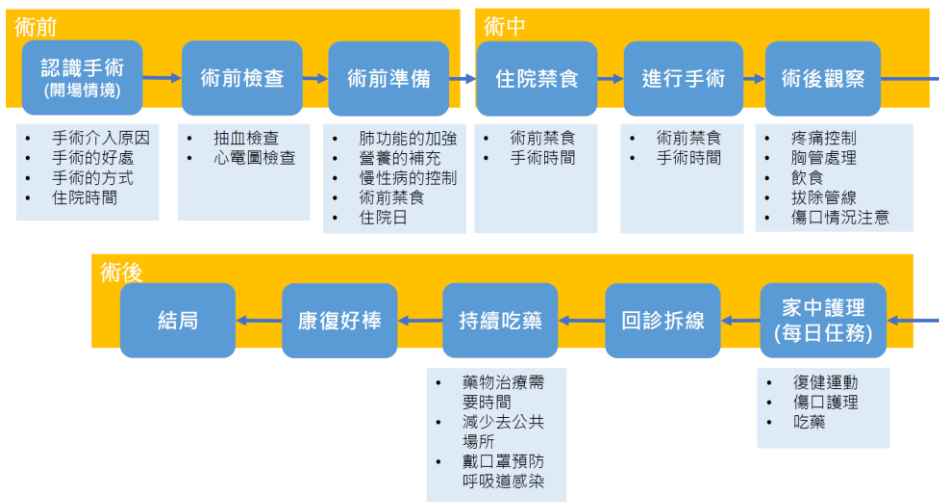 術前
認識手術
(開場情境)
• 手術介入原因
• 手術的好處
• 手術的方式
• 住院時間
術前檢查
• 抽血檢查
• 心電圖檢查
術前準備
• 肺功能的加強
• 營養的補充
• 慢性病的控制
• 術前禁食
• 住院日
術中
住院禁食
• 術前禁食
• 手術時間
進行手術
• 術前禁食
• 手術時間
術後觀察
• 疼痛控制
• 胸管處理
• 飲食
• 拔除管線
• 傷口情況注意
術後
家中護理
(每日任務)
• 復健運動
• 傷口護理
• 吃藥
回診拆線
持續吃藥
• 藥物治療需
要時間
• 減少去公共
場所
• 戴口罩預防
呼吸道感染
康復好棒
結局